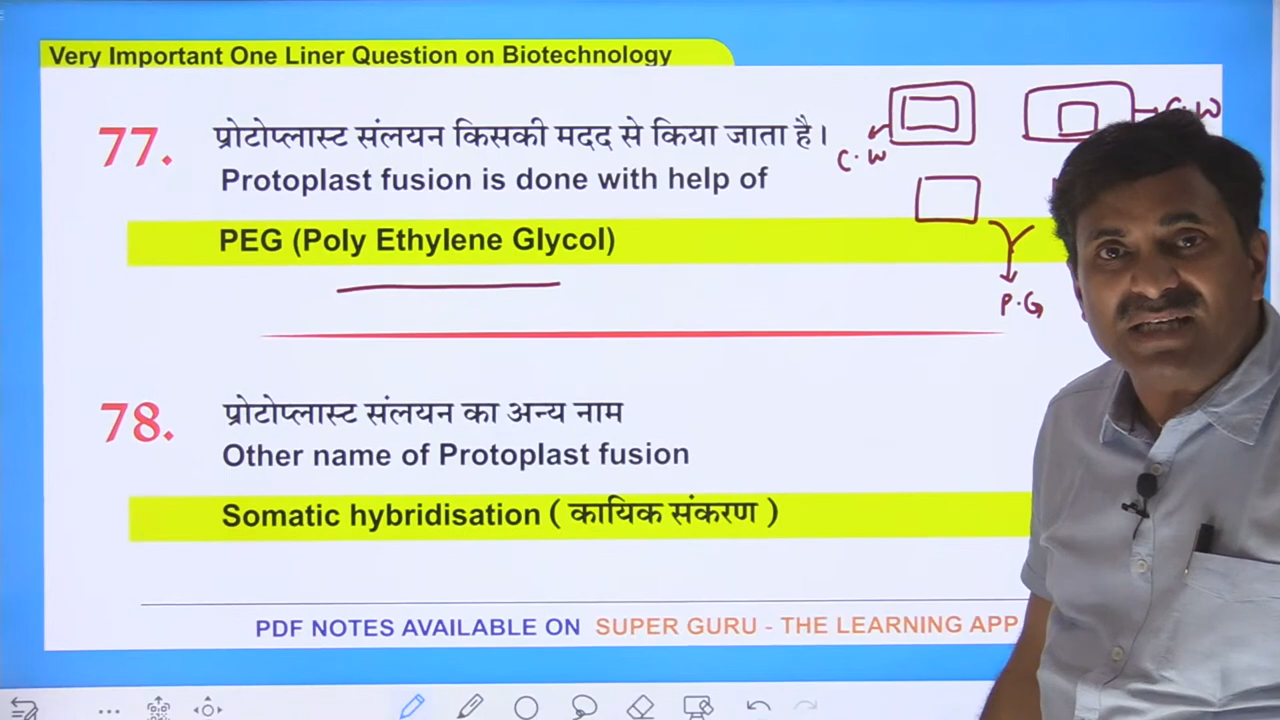 Very Important One Liner Question on Biotechnology
77. प्रोटोप्लास्ट संलयन किसकी मदद से किया जाता है।
Protoplast fusion is done with help of
PEG (Poly Ethylene Glycol)
C.W
C.W
P.G
78. प्रोटोप्लास्ट संलयन का अन्य नाम
Other name of Protoplast fusion
Somatic hybridisation ( कायिक संकरण )
PDF NOTES AVAILABLE ON SUPER GURU - THE LEARNING APP